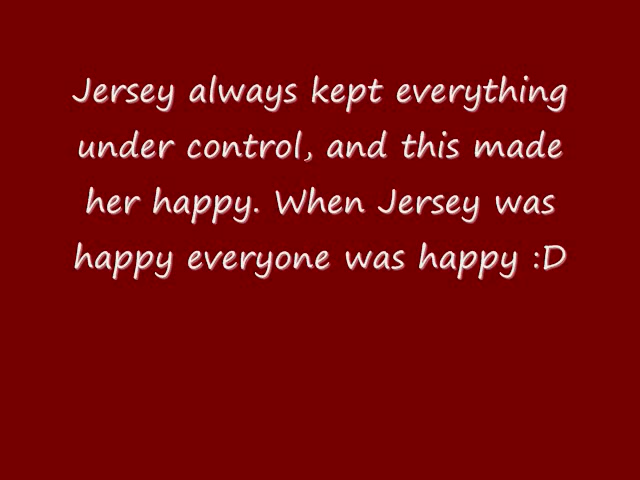 Jersey always kept everything
under control, and this made
her happy. When Jersey was
happy everyone was happy :D